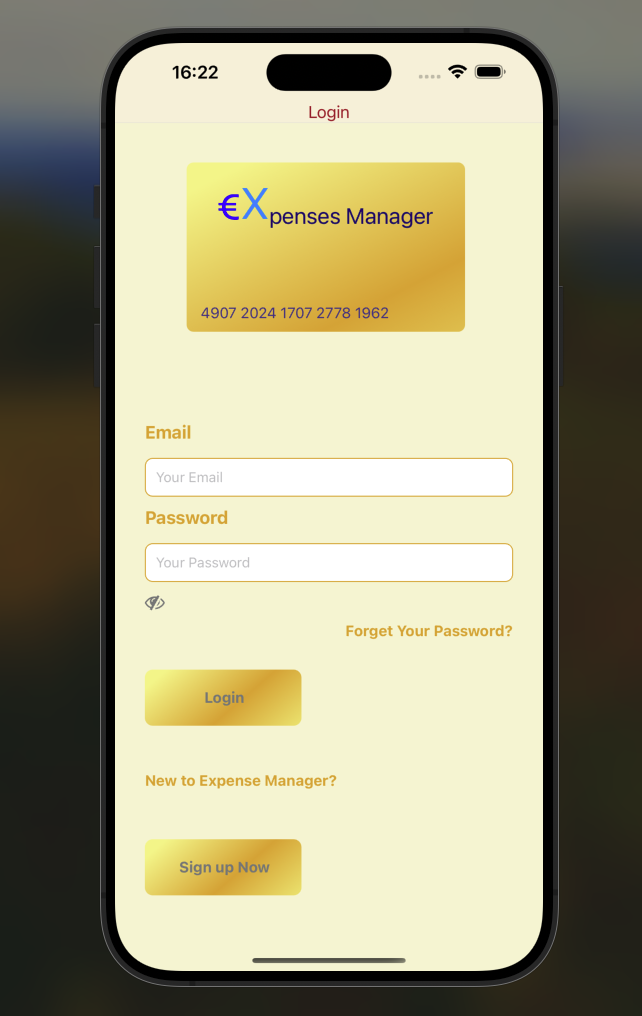 16:22
Login
€Xpenses Manager
4907 2024 1707 2778 1962
Email
Your Email
Password
Your Password
Forget Your Password?
Login
New to Expense Manager?
Sign up Now